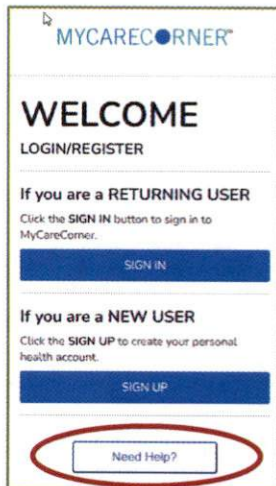 MYCARECORNER™
WELCOME
LOGIN/REGISTER
If you are a RETURNING USER
Click the SIGN IN button to sign in to
MyCareCorner.
SIGN IN
If you are a NEW USER
Click the SIGN UP to create your personal
health account.
SIGN UP
Need Help?